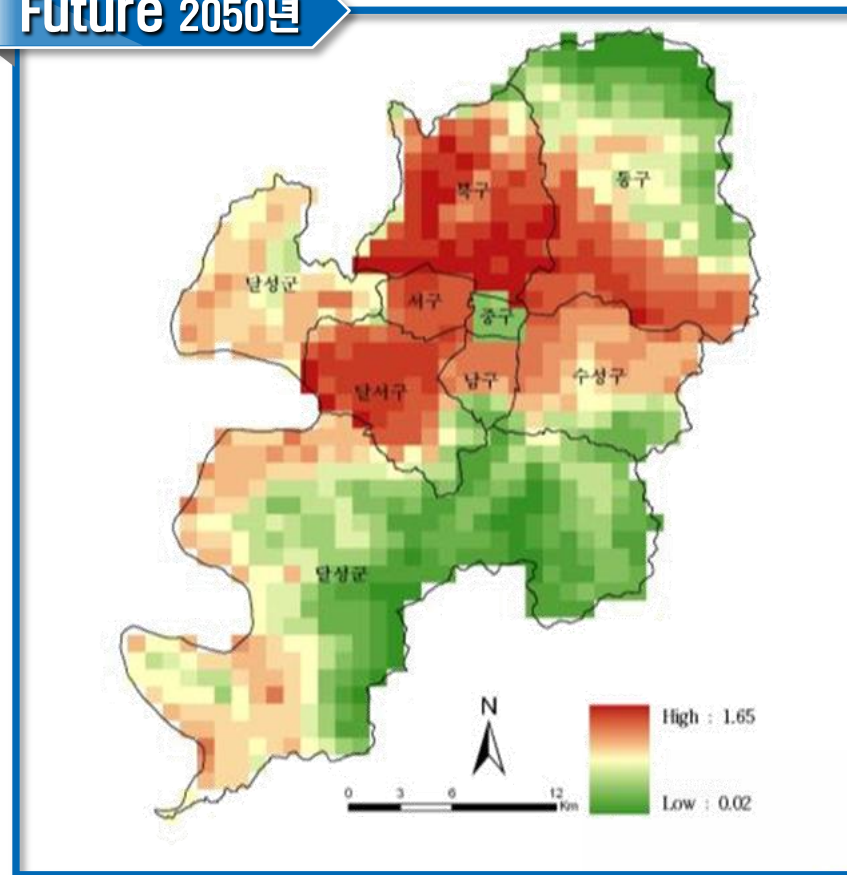 Future 2050년
북구
동구
달성군
서구
중구
달서구
남구
수성구
달성군
N
High : 1.65
0 3 6 12
Km
Low : 0.02